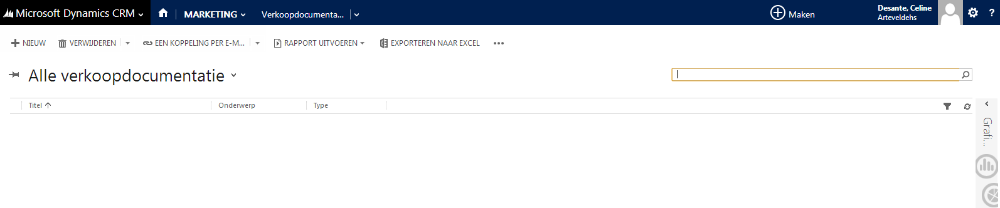 Microsoft Dynamics CRM MARKETING Verkoopdocumenta... Maken Desante, Celine
Arteveldehs ?
NIEUW VERWIJDEREN EEN KOPPELING PER E-M... RAPPORT UITVOEREN EXPORTEREN NAAR EXCEL ...
Alle verkoopdocumentatie
Titel Onderwerp Type
Grafi...